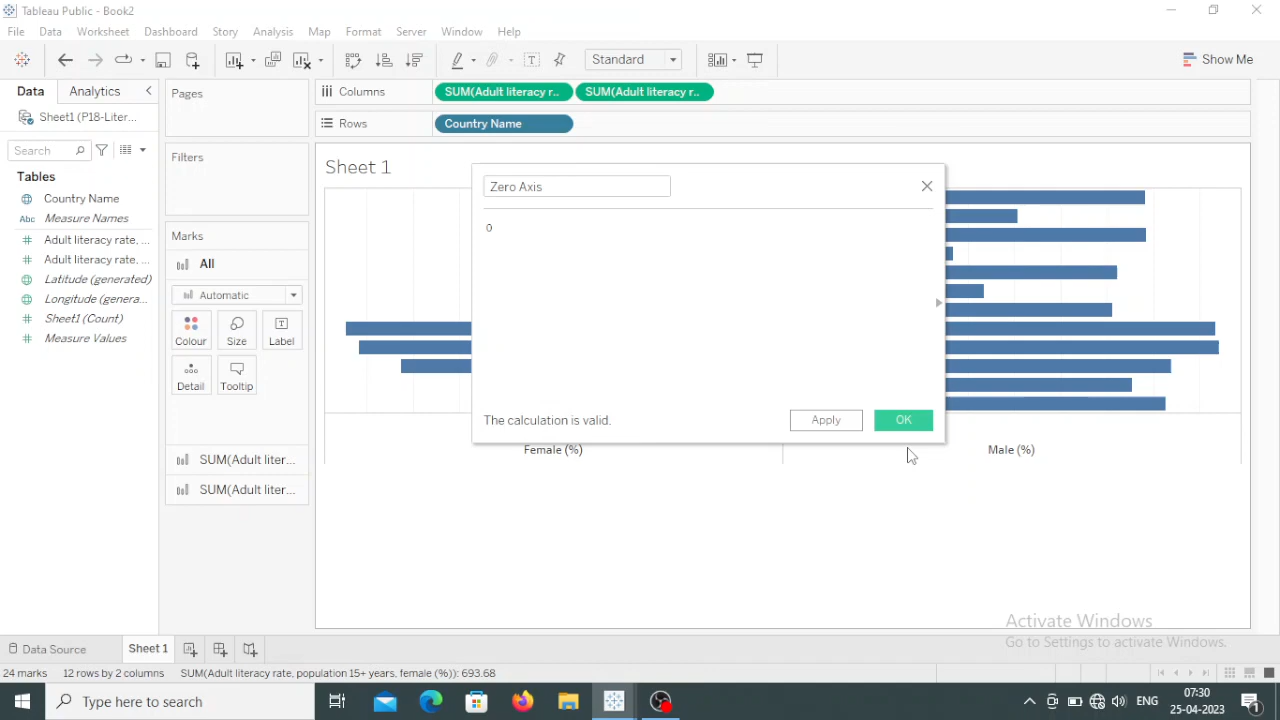 Tableau Public - Book2
File Data Worksheet Dashboard Story Analysis Map Format Server Window Help
Standard
Show Me
Data Analytics
Sheet1 (P18-Liter...
Search
Tables
Country Name
Abc Measure Names
Adult literacy rate, ...
Adult literacy rate, ...
Latitude (generated)
Longitude (genera...
Sheet1 (Count)
Measure Values
Pages
Filters
Marks
All
Automatic
Colour Size Label
Detail Tooltip
SUM(Adult liter...
SUM(Adult liter...
Columns SUM(Adult literacy r.. SUM(Adult literacy r..
Rows Country Name
Sheet 1
Zero Axis
0
The calculation is valid.
Apply OK
Female (%) Male (%)
Activate Windows
Go to Settings to activate Windows.
Data Source Sheet 1
24 marks 12 rows by 2 columns SUM(Adult literacy rate, population 15+ years, female (%)): 693.68
Type here to search
ENG
07:30
25-04-2023
1